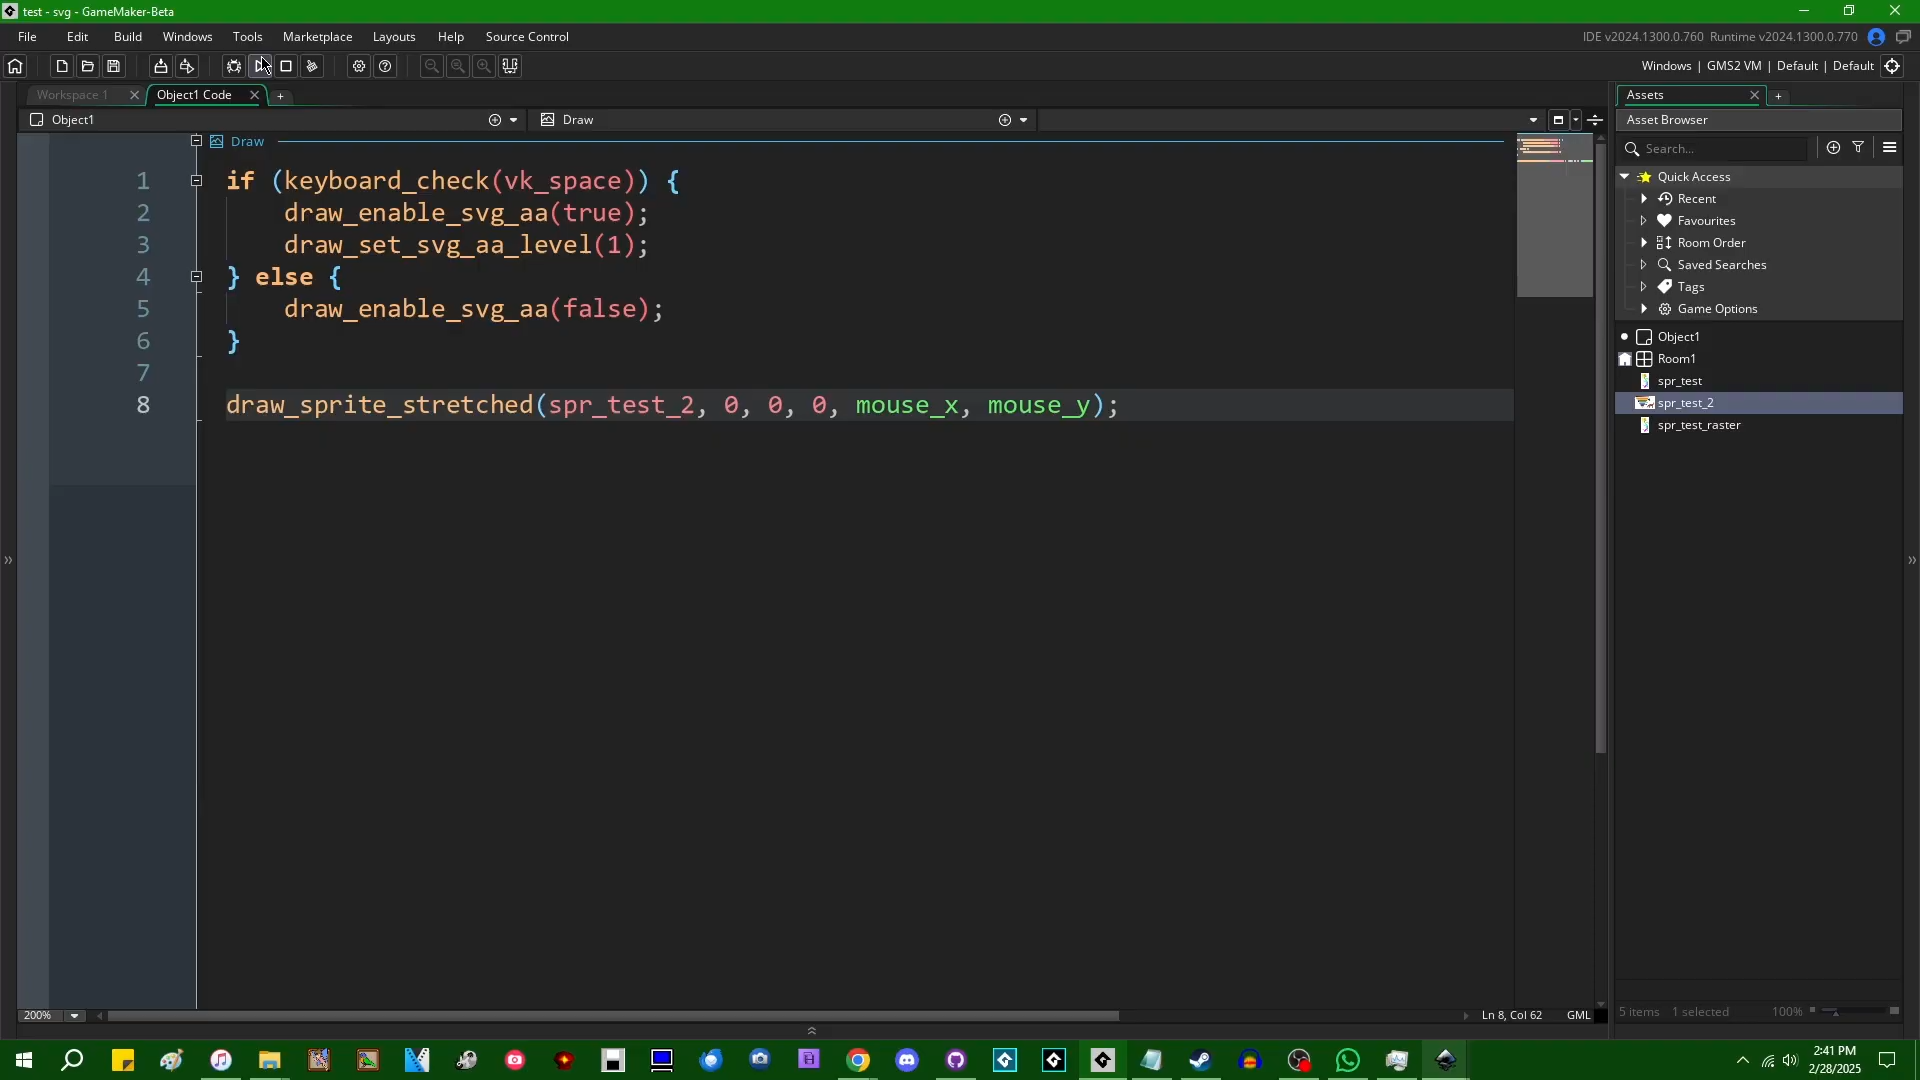 test - svg - GameMaker-Beta
File Edit Build Windows Tools Marketplace Layouts Help Source Control
IDE v2024.1300.0.760 Runtime v2024.1300.0.770
Windows | GMS2 VM | Default | Default
Workspace 1
Object1 Code
Assets
Object1
Draw
Asset Browser
Draw
Search...
1 if (keyboard_check(vk_space)) {
2 draw_enable_svg_aa(true);
3 draw_set_svg_aa_level(1);
4 } else {
5 draw_enable_svg_aa(false);
6 }
7
8 draw_sprite_stretched(spr_test_2, 0, 0, 0, mouse_x, mouse_y);
Quick Access
Recent
Favourites
Room Order
Saved Searches
Tags
Game Options
Object1
Room1
spr_test
spr_test_2
spr_test_raster
5 items 1 selected 100%
200%
Ln 8, Col 62 GML
2:41 PM
2/28/2025